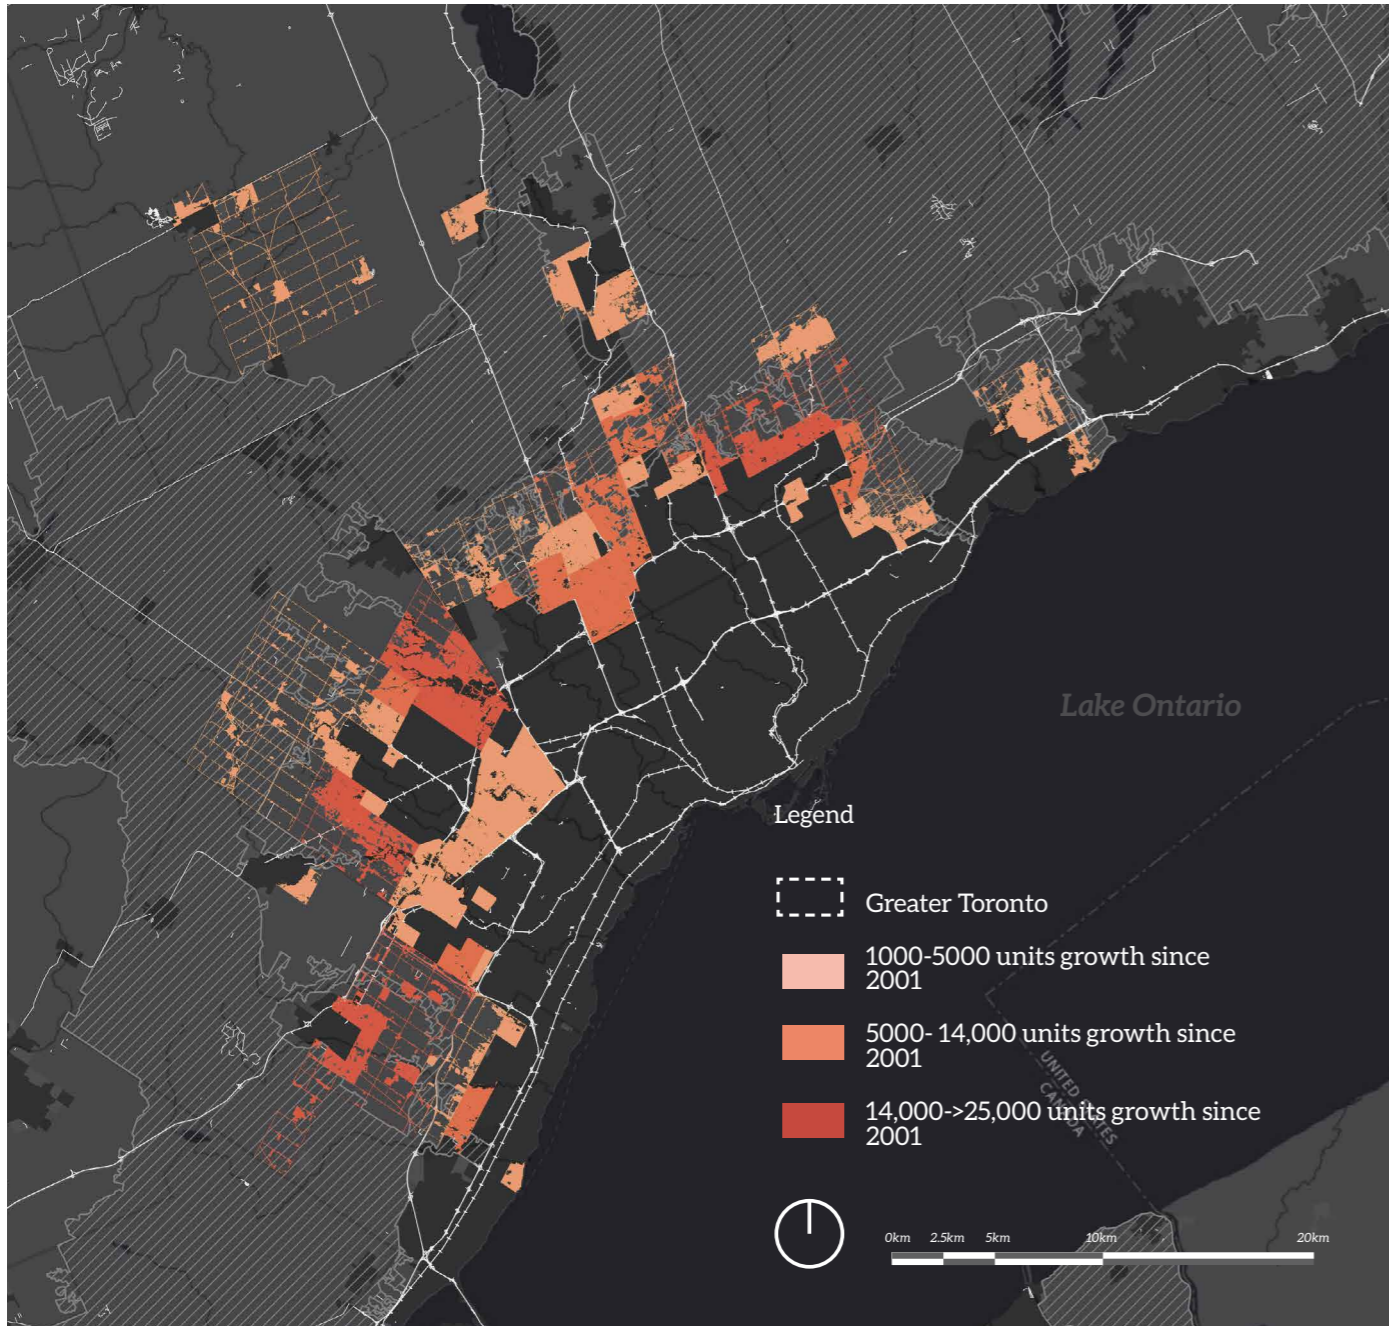 Lake Ontario
Legend
Greater Toronto
1000-5000 units growth since
2001
5000- 14,000 units growth since
2001
UNITED STATES
CANADA
14,000->25,000 units growth since
2001
0km 2.5km 5km 10km 20km